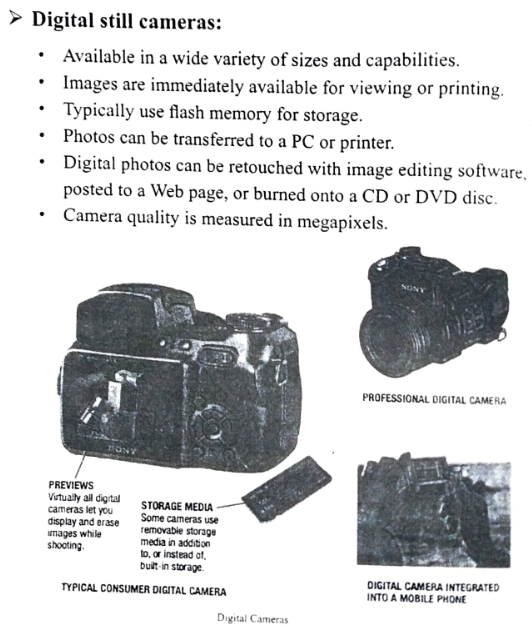 ➢ Digital still cameras:
• Available in a wide variety of sizes and capabilities.
• Images are immediately available for viewing or printing.
• Typically use flash memory for storage.
• Photos can be transferred to a PC or printer.
• Digital photos can be retouched with image editing software,
posted to a Web page, or burned onto a CD or DVD disc.
• Camera quality is measured in megapixels.
SONY
PROFESSIONAL DIGITAL CAMERA
SONY
PREVIEWS
Virtually all digital
cameras let you
display and erase
images while
shooting.
STORAGE MEDIA
Some cameras use
removable storage
media in addition
to, or instead of,
built-in storage.
TYPICAL CONSUMER DIGITAL CAMERA
DIGITAL CAMERA INTEGRATED
INTO A MOBILE PHONE
Digital Cameras